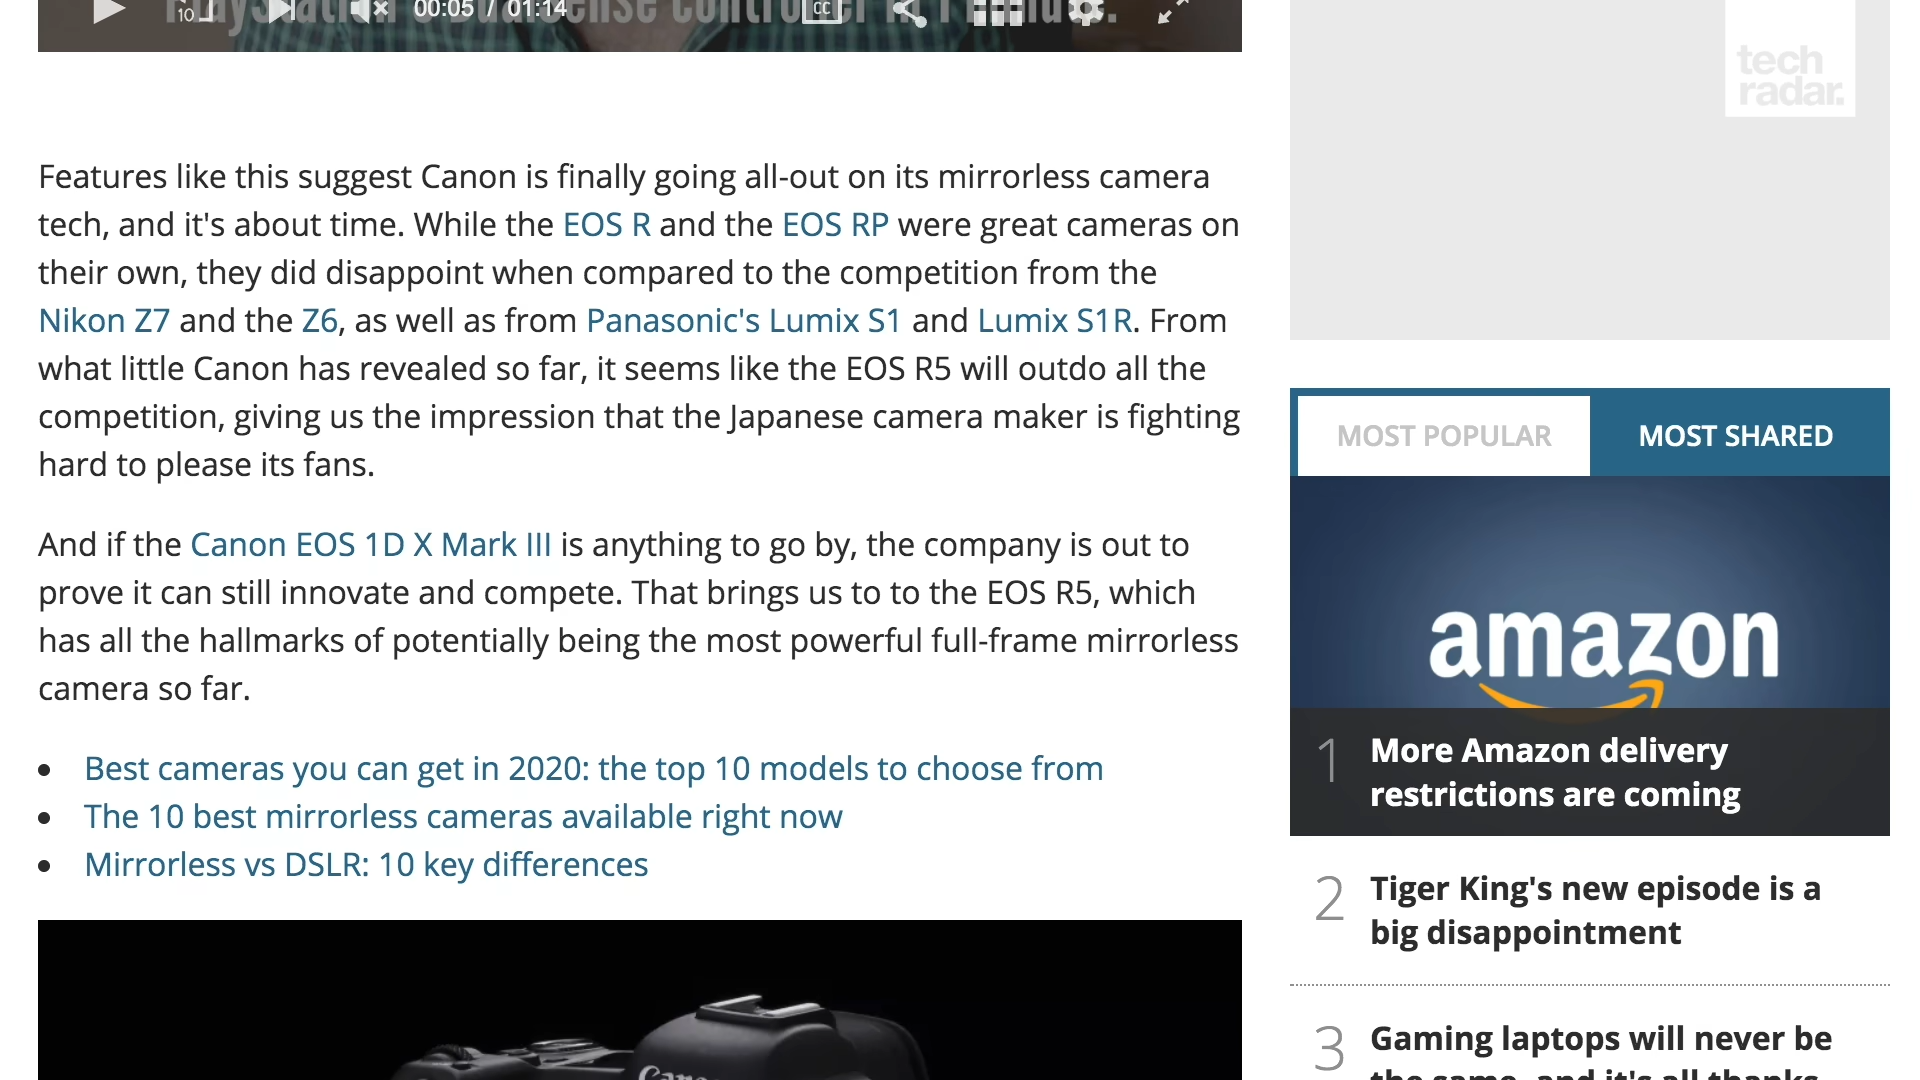 10
00:05 / 01:14
CC
tech
radar.
Features like this suggest Canon is finally going all-out on its mirrorless camera
tech, and it's about time. While the EOS R and the EOS RP were great cameras on
their own, they did disappoint when compared to the competition from the
Nikon Z7 and the Z6, as well as from Panasonic's Lumix S1 and Lumix S1R. From
what little Canon has revealed so far, it seems like the EOS R5 will outdo all the
competition, giving us the impression that the Japanese camera maker is fighting
hard to please its fans.
And if the Canon EOS 1D X Mark III is anything to go by, the company is out to
prove it can still innovate and compete. That brings us to to the EOS R5, which
has all the hallmarks of potentially being the most powerful full-frame mirrorless
camera so far.
• Best cameras you can get in 2020: the top 10 models to choose from
• The 10 best mirrorless cameras available right now
• Mirrorless vs DSLR: 10 key differences
Canon
MOST POPULAR
MOST SHARED
amazon
1 More Amazon delivery
restrictions are coming
2 Tiger King's new episode is a
big disappointment
3 Gaming laptops will never be
the same, and it's all thanks